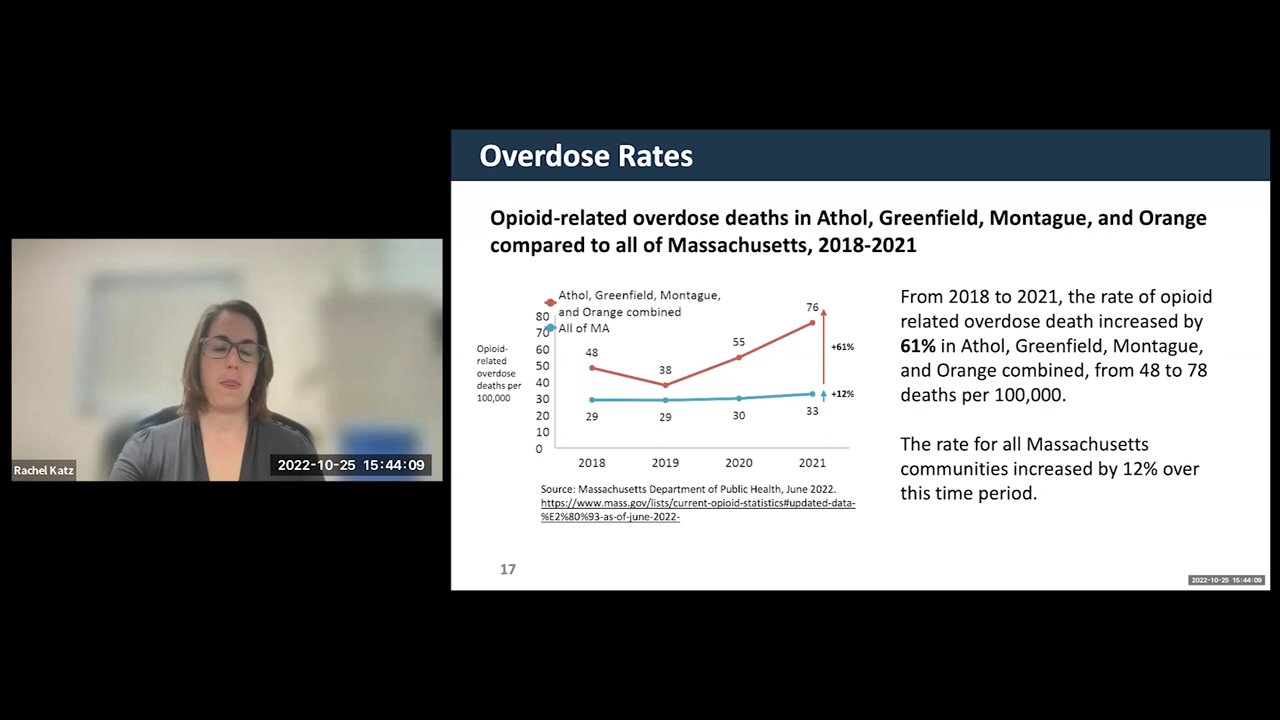 Rachel Katz
2022-10-25 15:44:09
Overdose Rates
Opioid-related overdose deaths in Athol, Greenfield, Montague, and Orange
compared to all of Massachusetts, 2018-2021
Athol, Greenfield, Montague,
and Orange combined
All of MA
Opioid-
related
overdose
deaths per
100,000
80
70
60
50
40
30
20
10
0
48
38
55
76
29
29
30
33
+61%
+12%
2018
2019
2020
2021
Source: Massachusetts Department of Public Health, June 2022.
https://www.mass.gov/lists/current-opioid-statistics#updated-data-
%E2%80%93-as-of-june-2022-
From 2018 to 2021, the rate of opioid
related overdose death increased by
61% in Athol, Greenfield, Montague,
and Orange combined, from 48 to 78
deaths per 100,000.
The rate for all Massachusetts
communities increased by 12% over
this time period.
17
2022-10-25 15:44:09